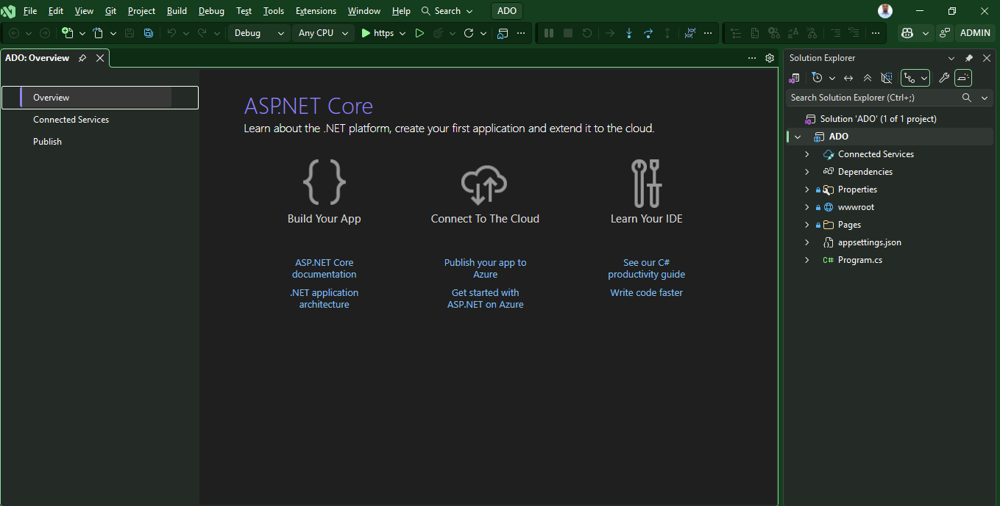 File Edit View Git Project Build Debug Test Tools Extensions Window Help Search ADO
Debug Any CPU https ADMIN
ADO: Overview
Overview
Connected Services
Publish
ASP.NET Core
Learn about the .NET platform, create your first application and extend it to the cloud.
Build Your App
ASP.NET Core
documentation
.NET application
architecture
Connect To The Cloud
Publish your app to
Azure
Get started with
ASP.NET on Azure
Learn Your IDE
See our C#
productivity guide
Write code faster
Solution Explorer
Search Solution Explorer (Ctrl+;)
Solution 'ADO' (1 of 1 project)
ADO
Connected Services
Dependencies
Properties
wwwroot
Pages
appsettings.json
C# Program.cs